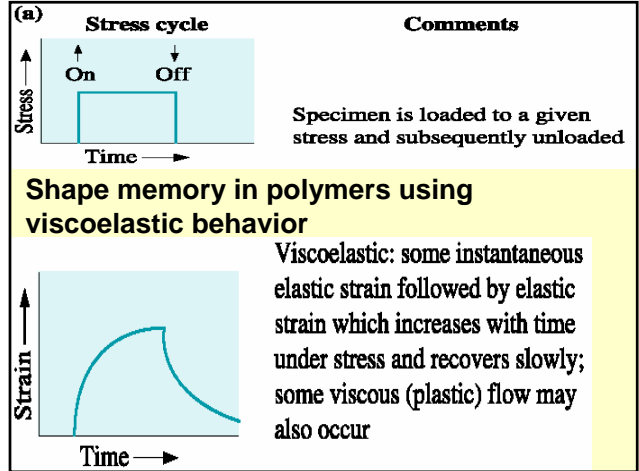 (a)
Stress cycle
Comments
On
Off
Stress
Time
Specimen is loaded to a given
stress and subsequently unloaded
Shape memory in polymers using
viscoelastic behavior
Viscoelastic: some instantaneous
elastic strain followed by elastic
strain which increases with time
under stress and recovers slowly;
some viscous (plastic) flow may
also occur
Strain
Time